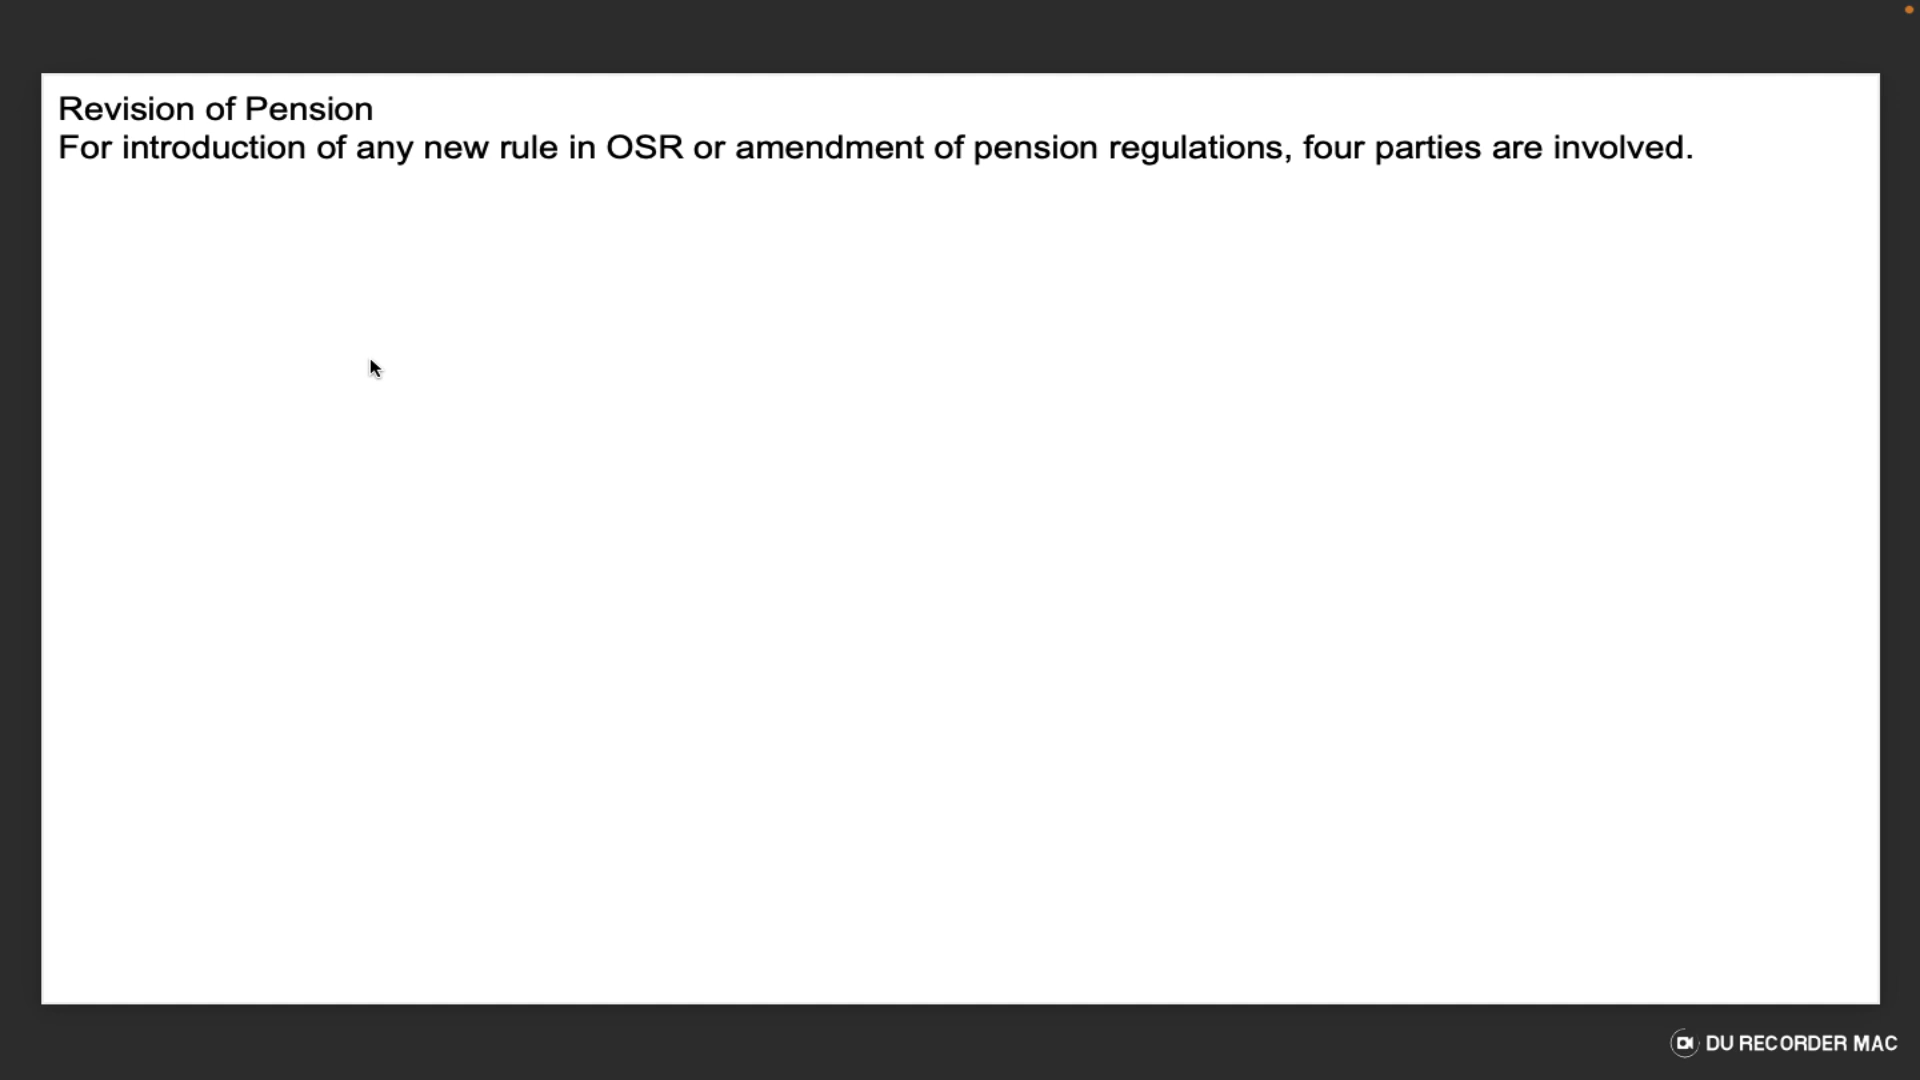 Revision of Pension
For introduction of any new rule in OSR or amendment of pension regulations, four parties are involved.
DU RECORDER MAC